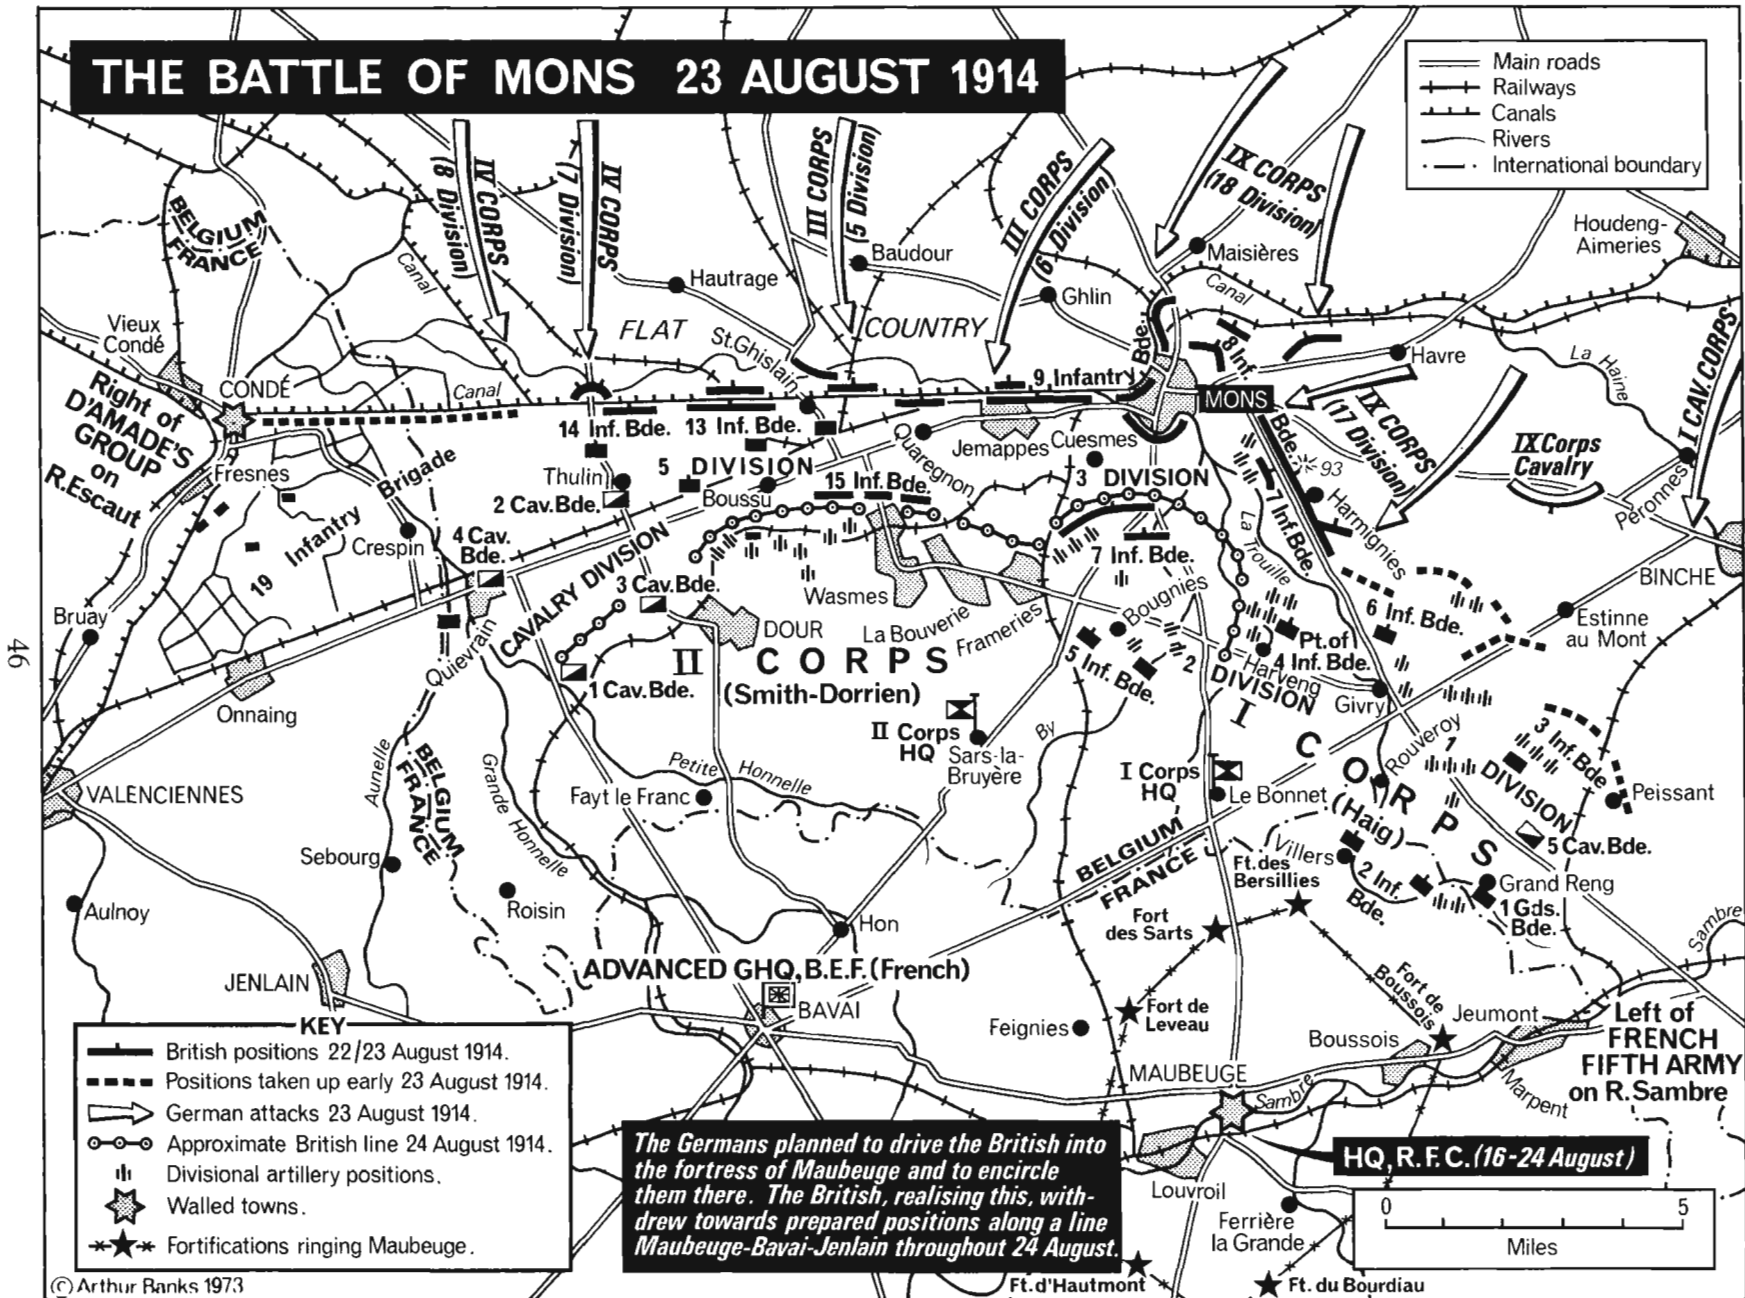 THE BATTLE OF MONS 23 AUGUST 1914
Main roads
Railways
Canals
Rivers
International boundary
IV CORPS
(8 Division)
IV CORPS
(7 Division)
III CORPS
(5 Division)
III CORPS
(6 Division)
IX CORPS
(18 Division)
Houdeng-
Aimeries
BELGIUM
FRANCE
Canal
Hautrage
Baudour
Maisières
Ghlin
Canal
Vieux
Condé
FLAT COUNTRY
St.Ghislain
Bde.
8 Inf.
Havre
La Haine
I CAV.CORPS
Right of
D'AMADE'S
GROUP
on
R.Escaut
CONDÉ
Canal
9 Infantry
MONS
14 Inf. Bde.
13 Inf. Bde.
Quaregnon
Jemappes
Cuesmes
Bde.
93
IX CORPS
(17 Division)
IX Corps
Cavalry
Péronnes
Fresnes
Brigade
Thulin
5 DIVISION
Boussu
15 Inf. Bde.
3 DIVISION
2 Cav.Bde.
Harmignies
19 Infantry
Crespin
4 Cav.
Bde.
CAVALRY DIVISION
3 Cav.Bde.
7 Inf. Bde.
7 Inf.Bde.
La Trouille
BINCHE
Bruay
Wasmes
La Bouverie
Frameries
Bougnies
6 Inf. Bde.
Estinne
au Mont
46
Quievrain
DOUR
II CORPS
(Smith-Dorrien)
5 Inf. Bde.
2
DIVISION
Pt.of
4 Inf. Bde.
Harveng
Givry
1 Cav.Bde.
Onnaing
II Corps
HQ
Sars-la-
Bruyère
By
I CORPS
(Haig)
Rouveroy
1
DIVISION
3 Inf. Bde
Peissant
Aunelle
BELGIUM
FRANCE
Grande Honnelle
Petite Honnelle
Fayt le Franc
I Corps
HQ
Le Bonnet
VALENCIENNES
Sebourg
BELGIUM
FRANCE
Villers
5 Cav.Bde.
Ft.des
Bersillies
2 Inf.
Bde.
Grand Reng
1 Gds.
Bde.
Aulnoy
Roisin
Hon
Fort
des Sarts
Sambre
JENLAIN
ADVANCED GHQ, B.E.F. (French)
BAVAI
Feignies
Fort de
Leveau
Fort de
Boussois
Boussois
Jeumont
Left of
FRENCH
FIFTH ARMY
on R. Sambre
KEY
British positions 22/23 August 1914.
Positions taken up early 23 August 1914.
German attacks 23 August 1914.
Approximate British line 24 August 1914.
Divisional artillery positions.
Walled towns.
Fortifications ringing Maubeuge.
MAUBEUGE
Sambre
Marpent
The Germans planned to drive the British into
the fortress of Maubeuge and to encircle
them there. The British, realising this, with-
drew towards prepared positions along a line
Maubeuge-Bavai-Jenlain throughout 24 August.
HQ, R.F.C. (16-24 August)
Louvroil
Ferrière
la Grande
0 5
Miles
Ft.d'Hautmont
Ft. du Bourdiau
© Arthur Banks 1973